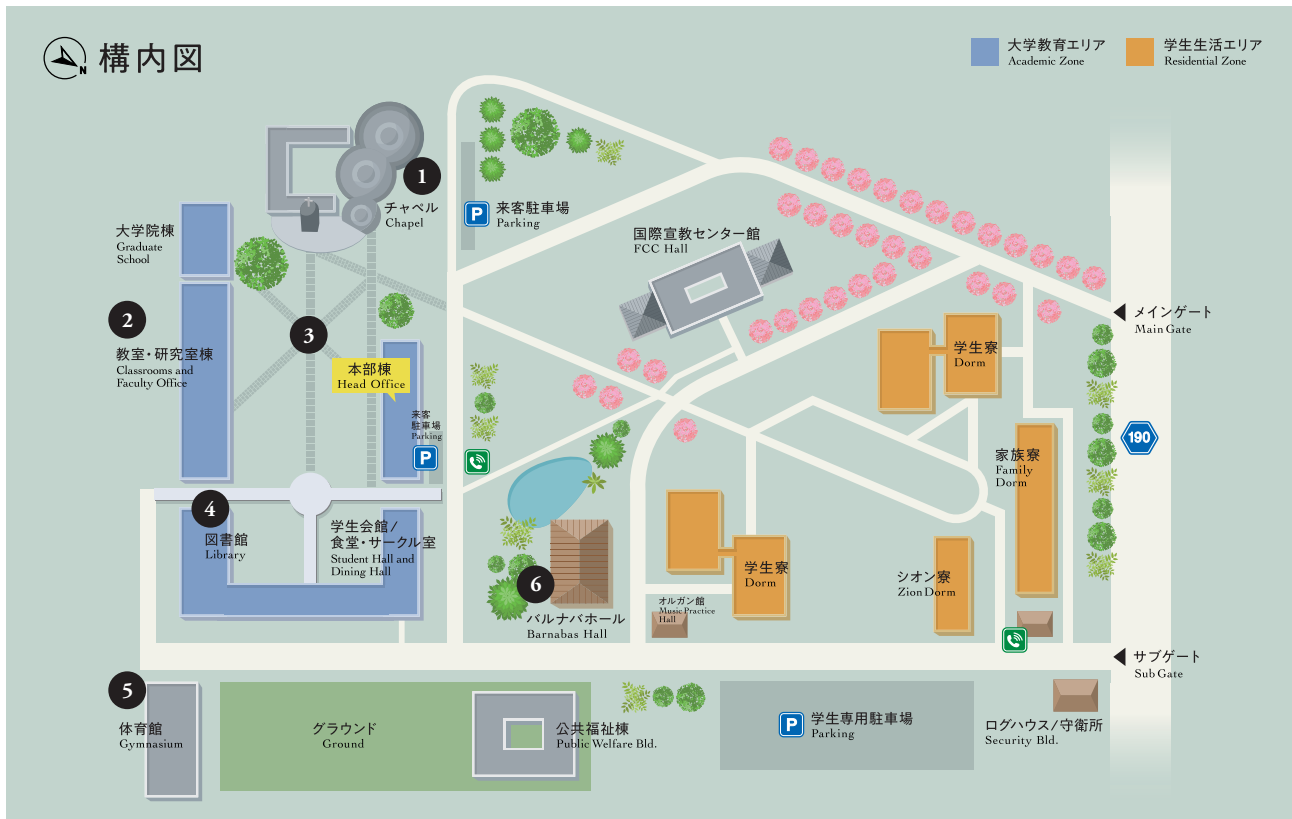 N
構内図
大学教育エリア
Academic Zone
学生生活エリア
Residential Zone
1
チャペル
Chapel
P
来客駐車場
Parking
大学院棟
Graduate
School
国際宣教センター館
FCC Hall
2
教室・研究室棟
Classrooms and
Faculty Office
3
本部棟
Head Office
来客
駐車場
Parking
P
メインゲート
Main Gate
学生寮
Dorm
190
家族寮
Family
Dorm
4
図書館
Library
学生会館/
食堂・サークル室
Student Hall and
Dining Hall
6
バルナバホール
Barnabas Hall
学生寮
Dorm
オルガン館
Music Practice
Hall
シオン寮
Zion Dorm
サブゲート
Sub Gate
5
体育館
Gymnasium
グラウンド
Ground
公共福祉棟
Public Welfare Bld.
P
学生専用駐車場
Parking
ログハウス/守衛所
Security Bld.